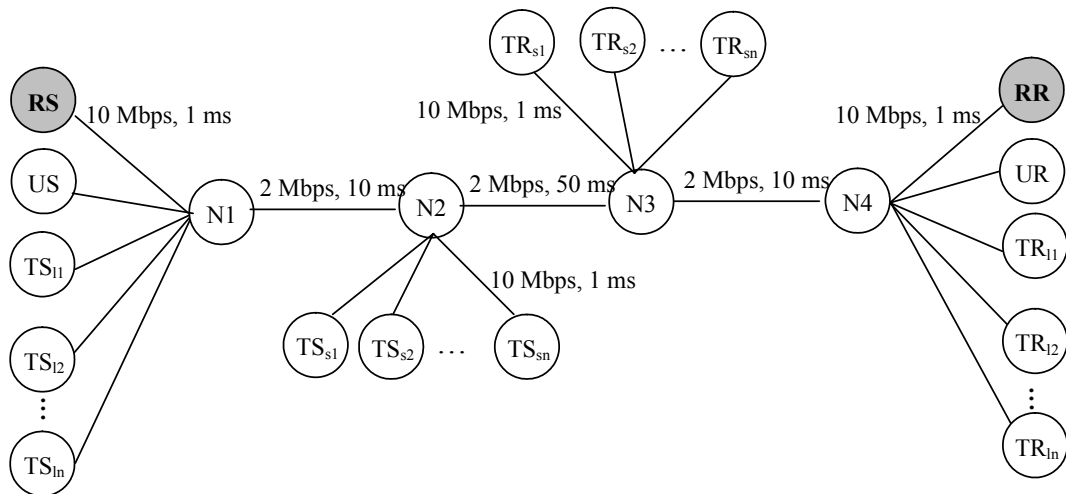 TRs1 TRs2 … TRsn
RS RR
10 Mbps, 1 ms 10 Mbps, 1 ms 10 Mbps, 1 ms
US UR
2 Mbps, 10 ms 2 Mbps, 50 ms 2 Mbps, 10 ms
N1 N2 N3 N4
TSl1 TRl1
10 Mbps, 1 ms
TSl2 TSs1 TSs2 … TSsn TRl2
TSln TRln